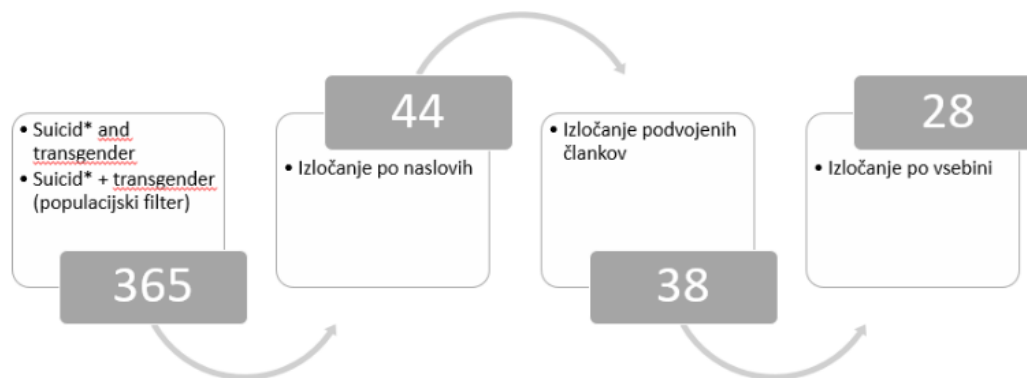 • Suicid* and
transgender
• Suicid* + transgender
(populacijski filter)
365
44
• Izločanje po naslovih
• Izločanje podvojenih
člankov
38
28
• Izločanje po vsebini